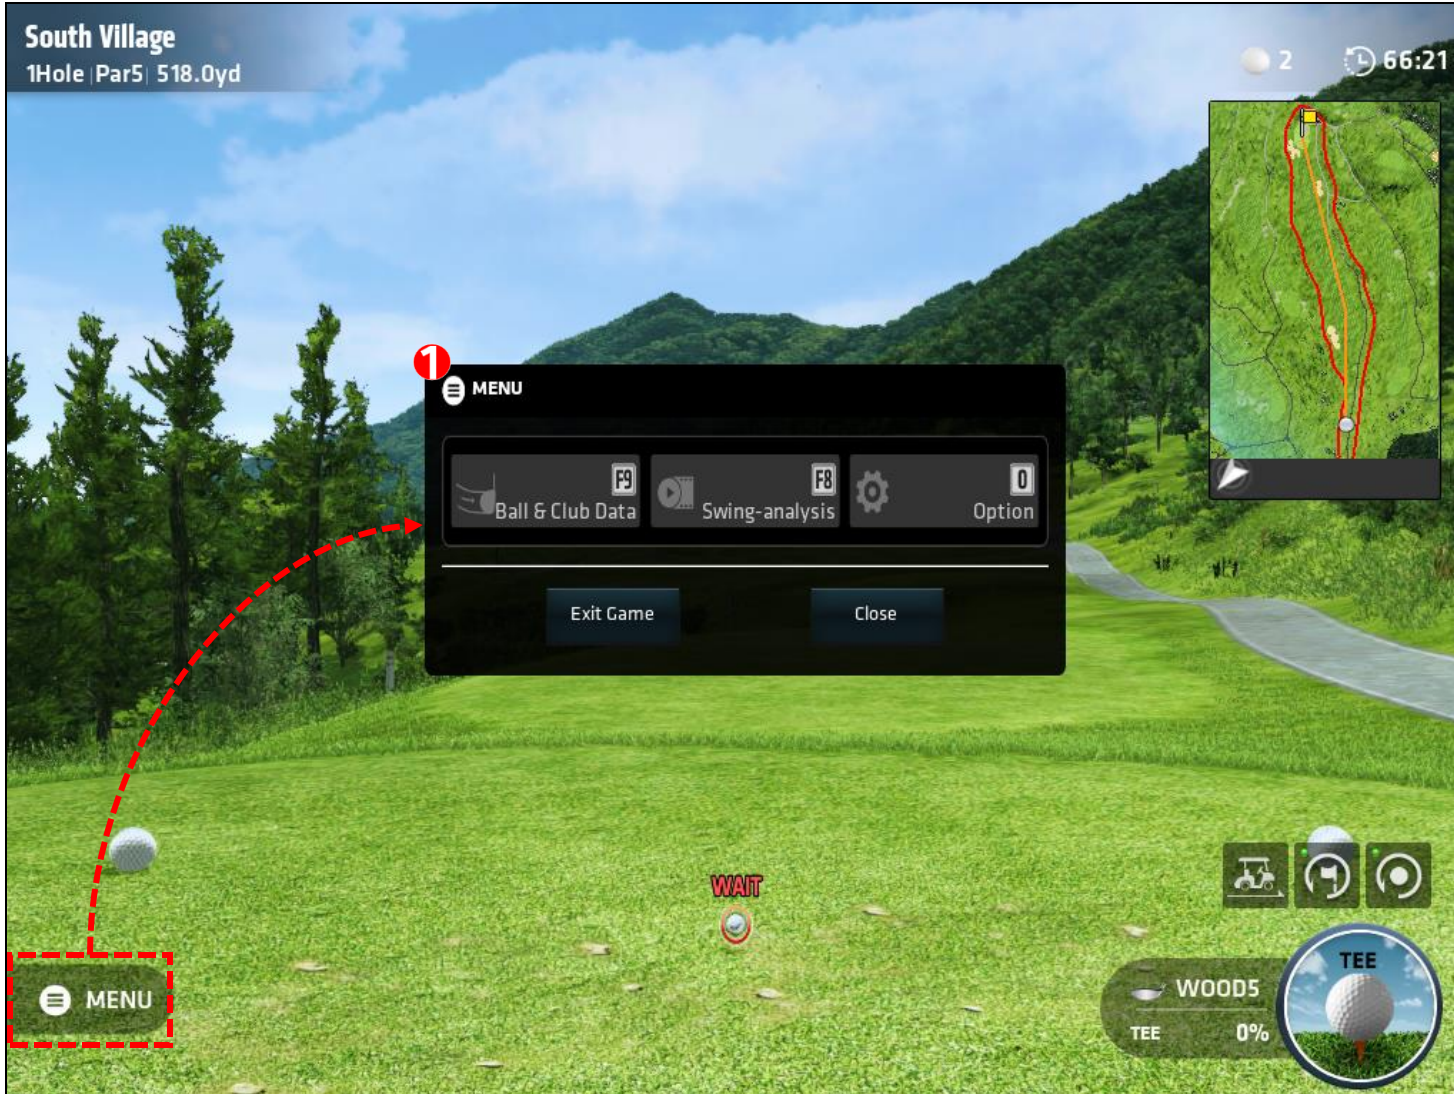 South Village
1Hole | Par5 | 518.0yd
2
66:21
1
MENU
F9
Ball & Club Data
F8
Swing-analysis
O
Option
Exit Game
Close
WAIT
MENU
WOOD5
TEE 0%
TEE